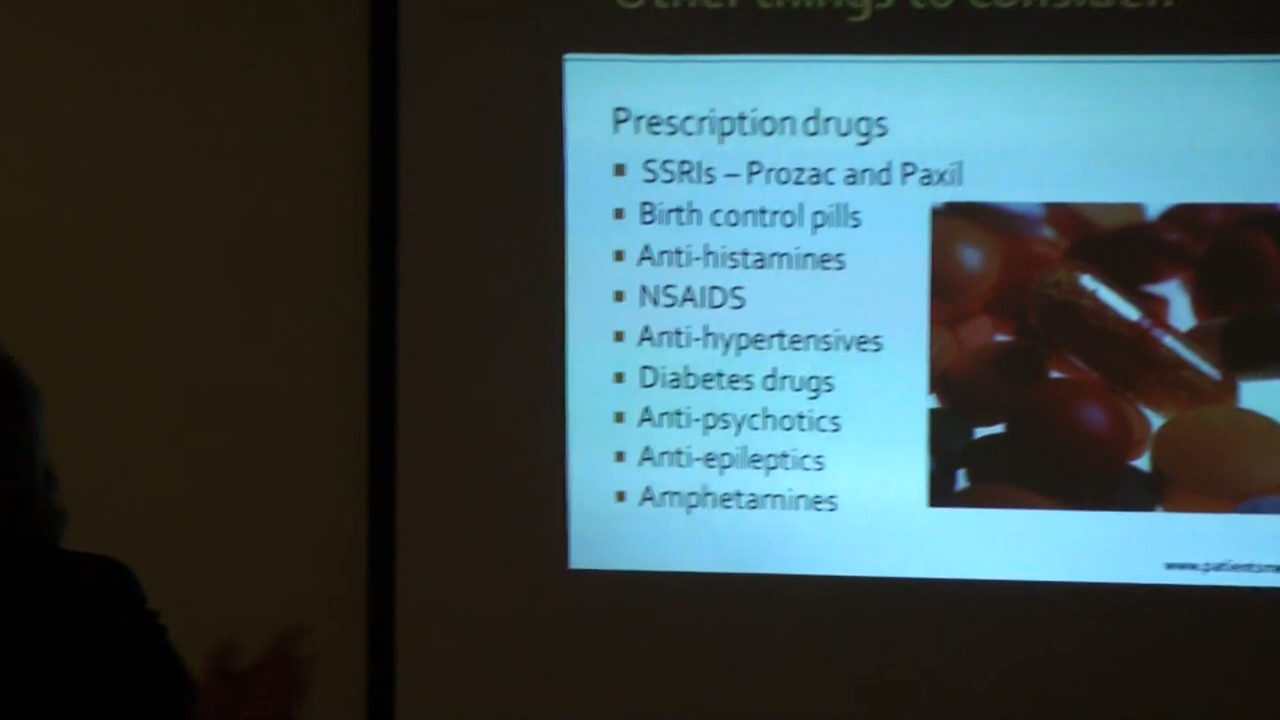 Other things to consider:
Prescription drugs
SSRIs – Prozac and Paxil
Birth control pills
Anti-histamines
NSAIDS
Anti-hypertensives
Diabetes drugs
Anti-psychotics
Anti-epileptics
Amphetamines